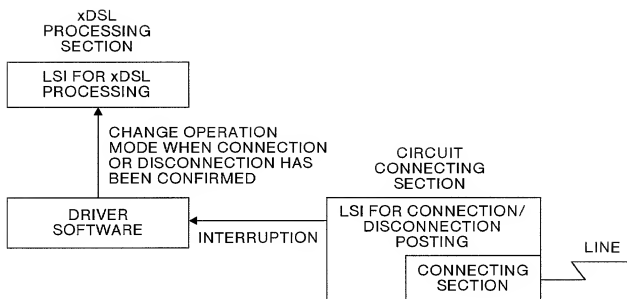 xDSL
PROCESSING
SECTION
LSI FOR xDSL
PROCESSING
CHANGE OPERATION
MODE WHEN CONNECTION
OR DISCONNECTION HAS
BEEN CONFIRMED
CIRCUIT
CONNECTING
SECTION
DRIVER
SOFTWARE
INTERRUPTION
LSI FOR CONNECTION/
DISCONNECTION
POSTING
LINE
CONNECTING
SECTION